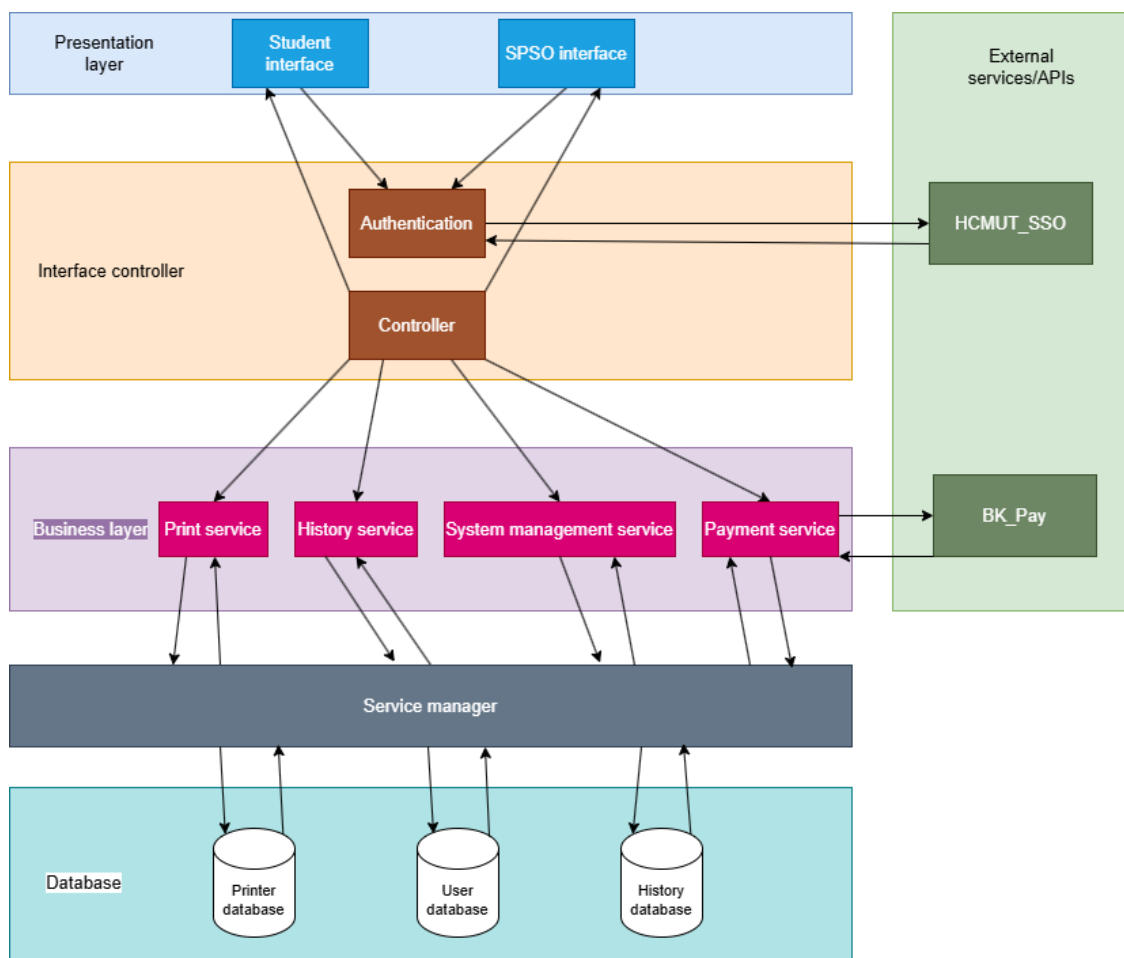 Presentation
layer
Student
interface
SPSO interface
External
services/APIs
Authentication
HCMUT_SSO
Interface controller
Controller
Business layer
Print service
History service
System management service
Payment service
BK_Pay
Service manager
Database
Printer
database
User
database
History
database